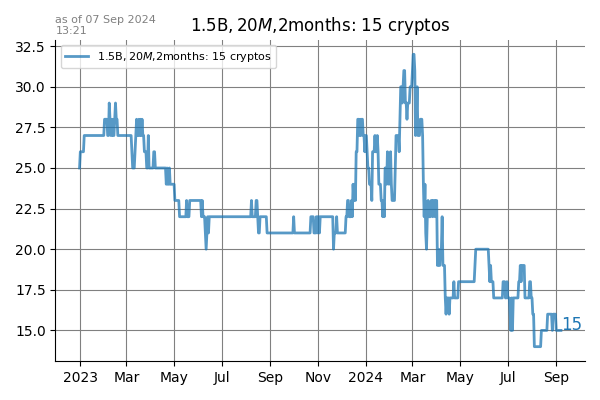 as of 07 Sep 2024
13:21
1.5B, 20M,2months: 15 cryptos
1.5B, 20M,2months: 15 cryptos
32.5
30.0
27.5
25.0
22.5
20.0
17.5
15.0
15
2023 Mar May Jul Sep Nov 2024 Mar May Jul Sep